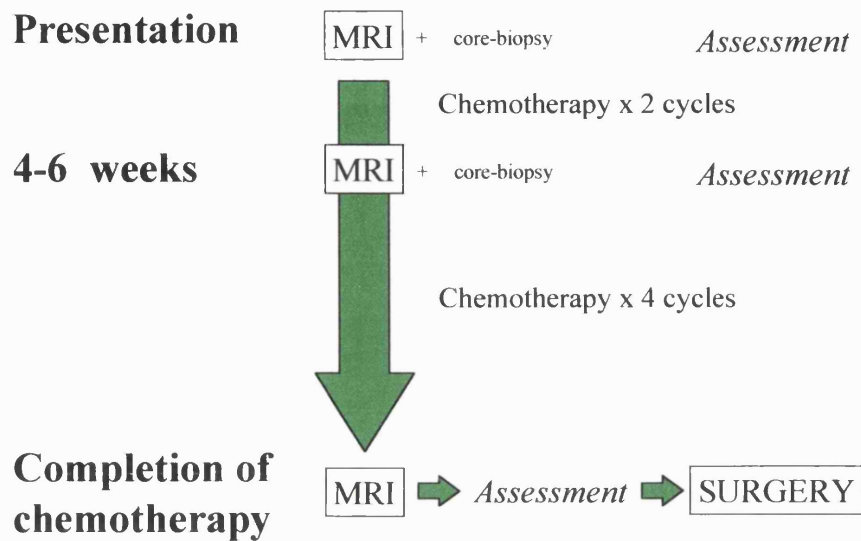 Presentation MRI + core-biopsy Assessment
Chemotherapy x 2 cycles
4-6 weeks MRI + core-biopsy Assessment
Chemotherapy x 4 cycles
Completion of
chemotherapy MRI Assessment SURGERY